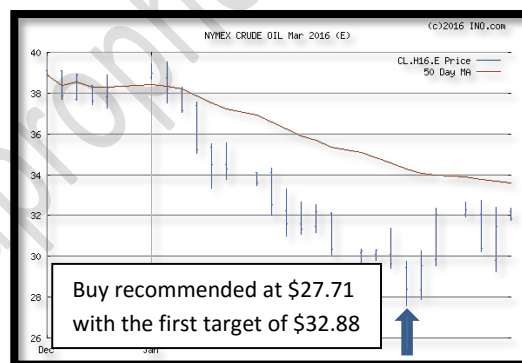 (c)2016 INO.com
NYMEX CRUDE OIL Mar 2016 (E)
CL.H16.E Price
50 Day MA
40
38
36
34
32
30
28
26
Dec
Jan
Buy recommended at $27.71
with the first target of $32.88